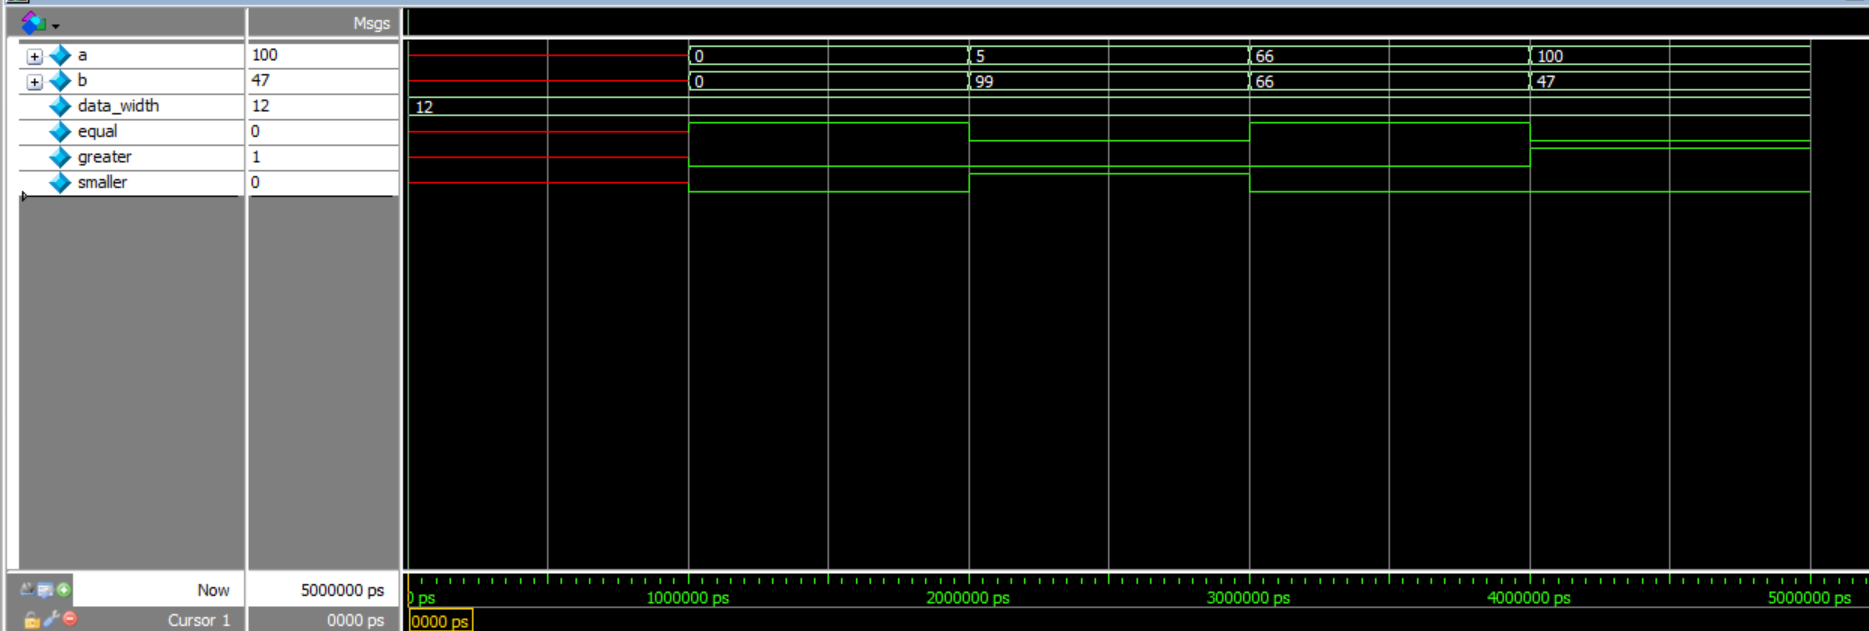 Msgs
a 100 0 5 66 100
b 47 0 99 66 47
data_width 12 12
equal 0
greater 1
smaller 0
Now 5000000 ps 0 ps 1000000 ps 2000000 ps 3000000 ps 4000000 ps 5000000 ps
Cursor 1 0000 ps 0000 ps